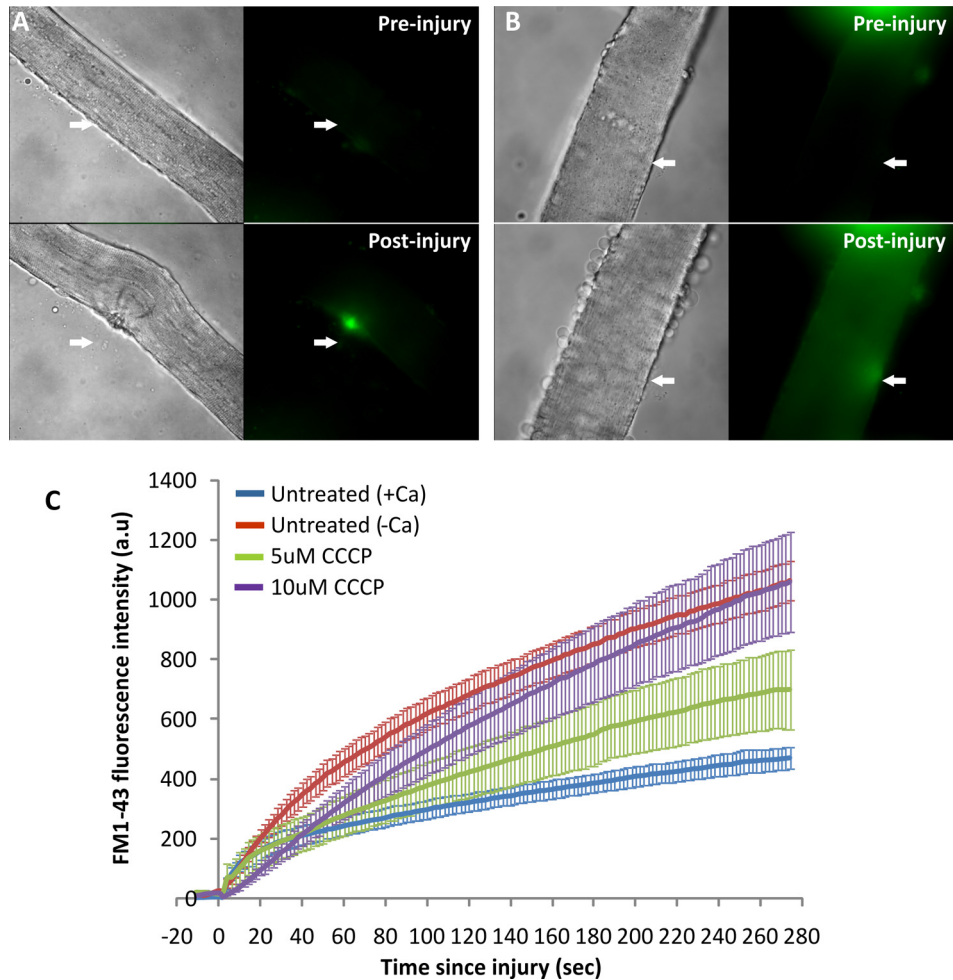 A
Pre-injury
B
Pre-injury
Post-injury
Post-injury
C
1400
1200
1000
800
600
400
200
0
FM1-43 fluorescence intensity (a.u)
Untreated (+Ca)
Untreated (-Ca)
5uM CCCP
10uM CCCP
-20 0 20 40 60 80 100 120 140 160 180 200 220 240 260 280
Time since injury (sec)